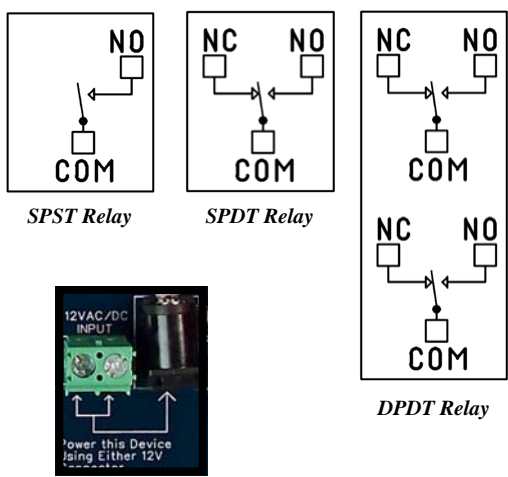 NO
COM
SPST Relay
NC NO
COM
SPDT Relay
NC NO
COM
NC NO
COM
DPDT Relay
12VAC/DC
INPUT
Power this Device
Using Either 12V
Connector